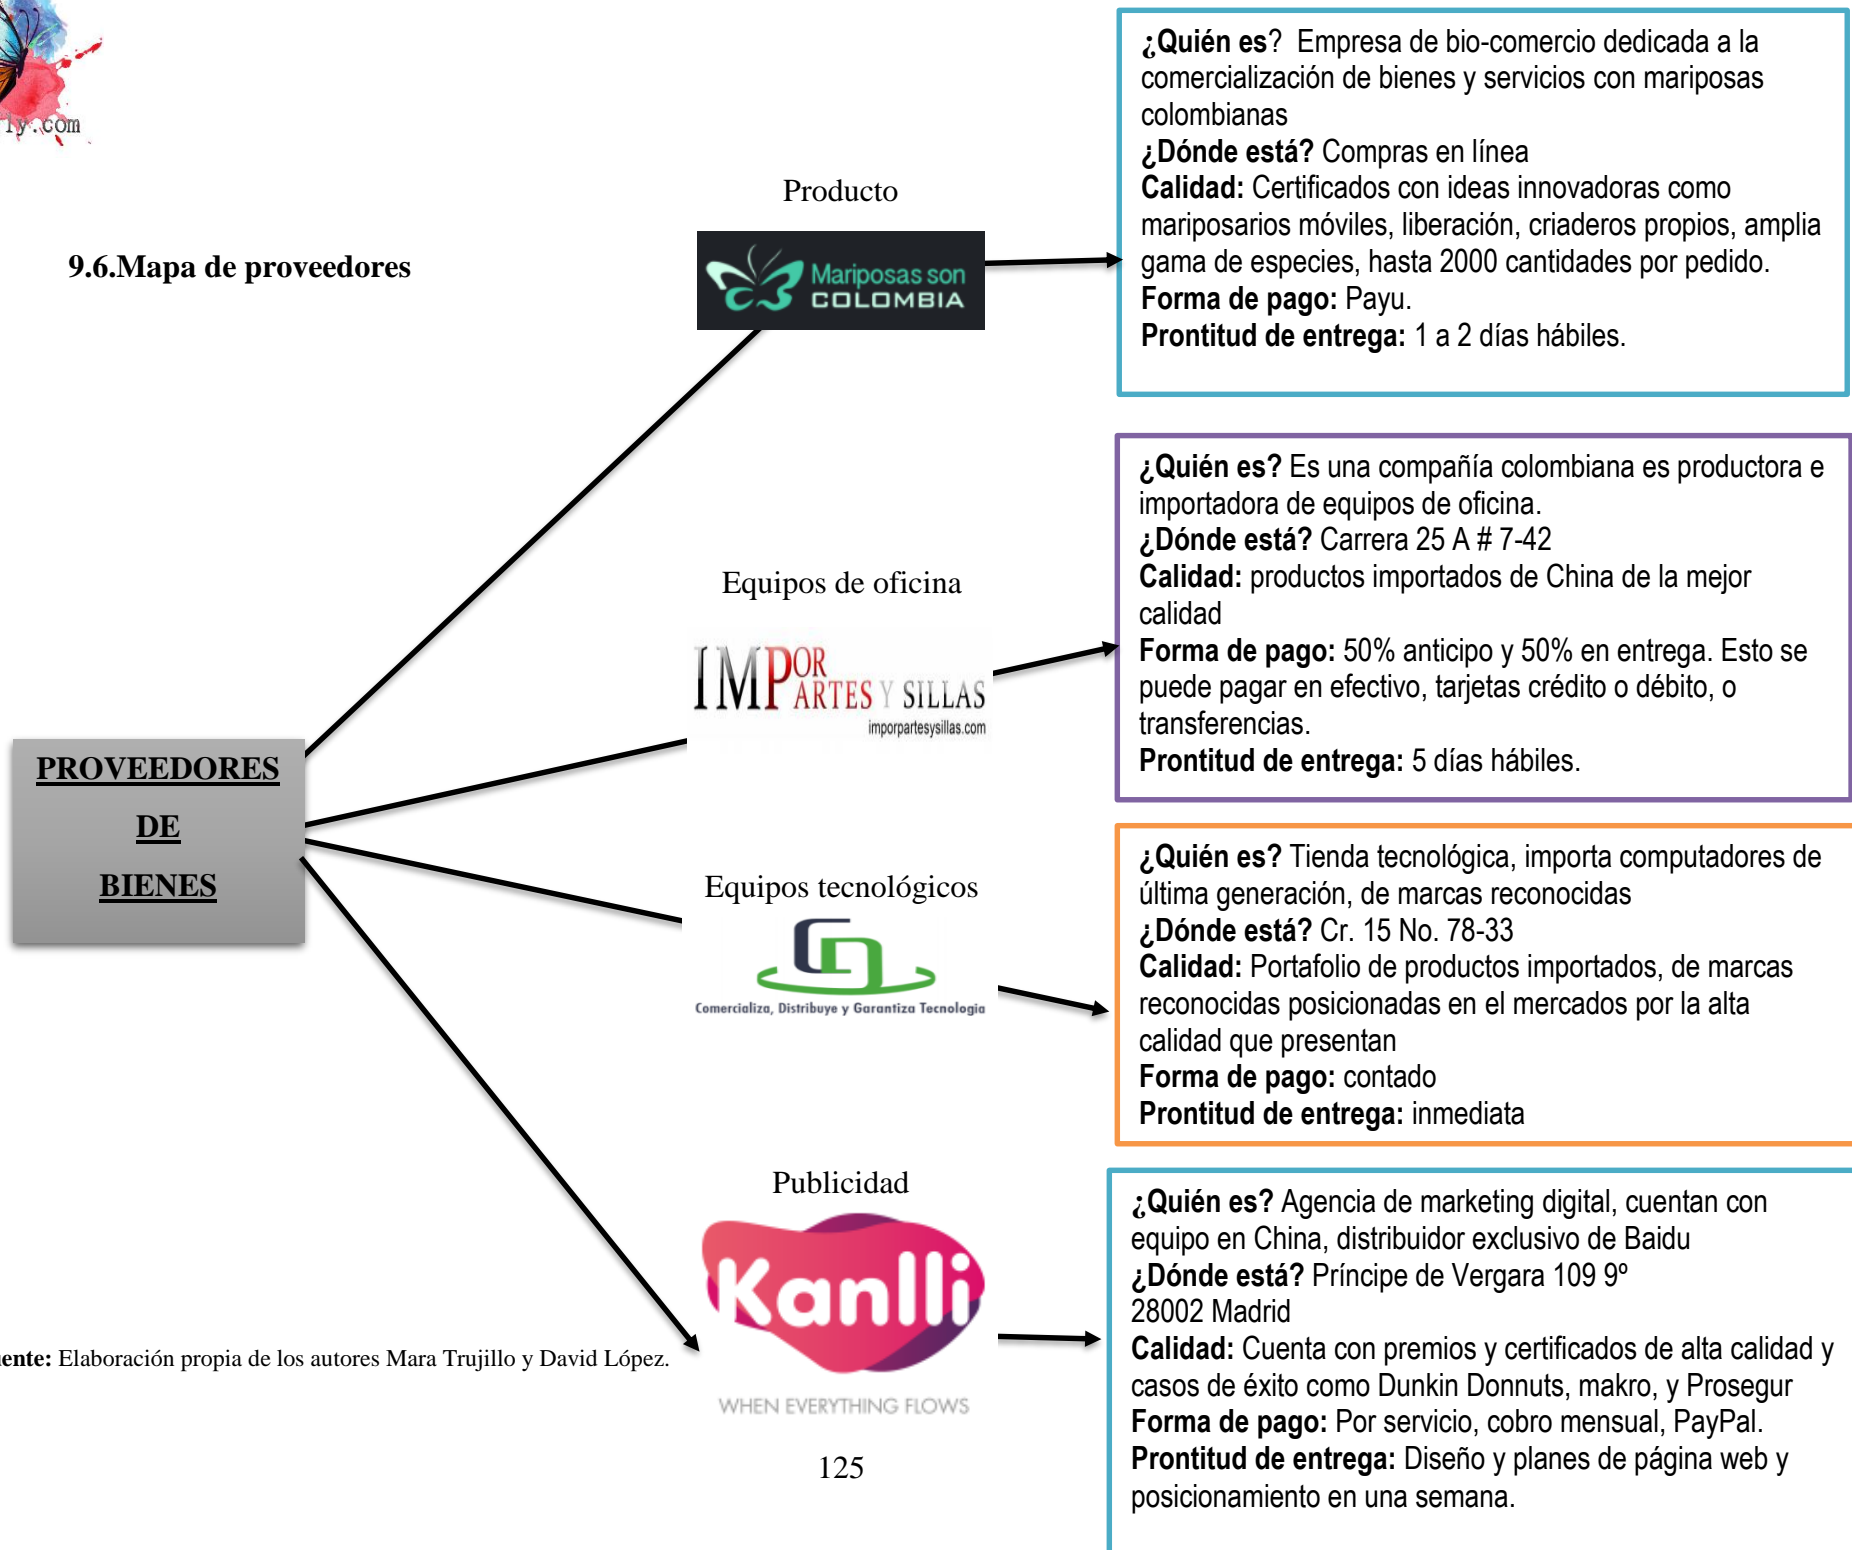 ly.com
9.6.Mapa de proveedores
PROVEEDORES
DE
BIENES
Producto
Mariposas son
COLOMBIA
¿Quién es?  Empresa de bio-comercio dedicada a la
comercialización de bienes y servicios con mariposas
colombianas
¿Dónde está? Compras en línea
Calidad: Certificados con ideas innovadoras como
mariposarios móviles, liberación, criaderos propios, amplia
gama de especies, hasta 2000 cantidades por pedido.
Forma de pago: Payu.
Prontitud de entrega: 1 a 2 días hábiles.
Equipos de oficina
IMPOR
ARTES Y SILLAS
imporpartesysillas.com
¿Quién es? Es una compañía colombiana es productora e
importadora de equipos de oficina.
¿Dónde está? Carrera 25 A # 7-42
Calidad: productos importados de China de la mejor
calidad
Forma de pago: 50% anticipo y 50% en entrega. Esto se
puede pagar en efectivo, tarjetas crédito o débito, o
transferencias.
Prontitud de entrega: 5 días hábiles.
Equipos tecnológicos
Comercializa, Distribuye y Garantiza Tecnologia
¿Quién es? Tienda tecnológica, importa computadores de
última generación, de marcas reconocidas
¿Dónde está? Cr. 15 No. 78-33
Calidad: Portafolio de productos importados, de marcas
reconocidas posicionadas en el mercados por la alta
calidad que presentan
Forma de pago: contado
Prontitud de entrega: inmediata
Publicidad
Kanlli
WHEN EVERYTHING FLOWS
¿Quién es? Agencia de marketing digital, cuentan con
equipo en China, distribuidor exclusivo de Baidu
¿Dónde está? Príncipe de Vergara 109 9º
28002 Madrid
Calidad: Cuenta con premios y certificados de alta calidad y
casos de éxito como Dunkin Donnuts, makro, y Prosegur
Forma de pago: Por servicio, cobro mensual, PayPal.
Prontitud de entrega: Diseño y planes de página web y
posicionamiento en una semana.
ente: Elaboración propia de los autores Mara Trujillo y David López.
125